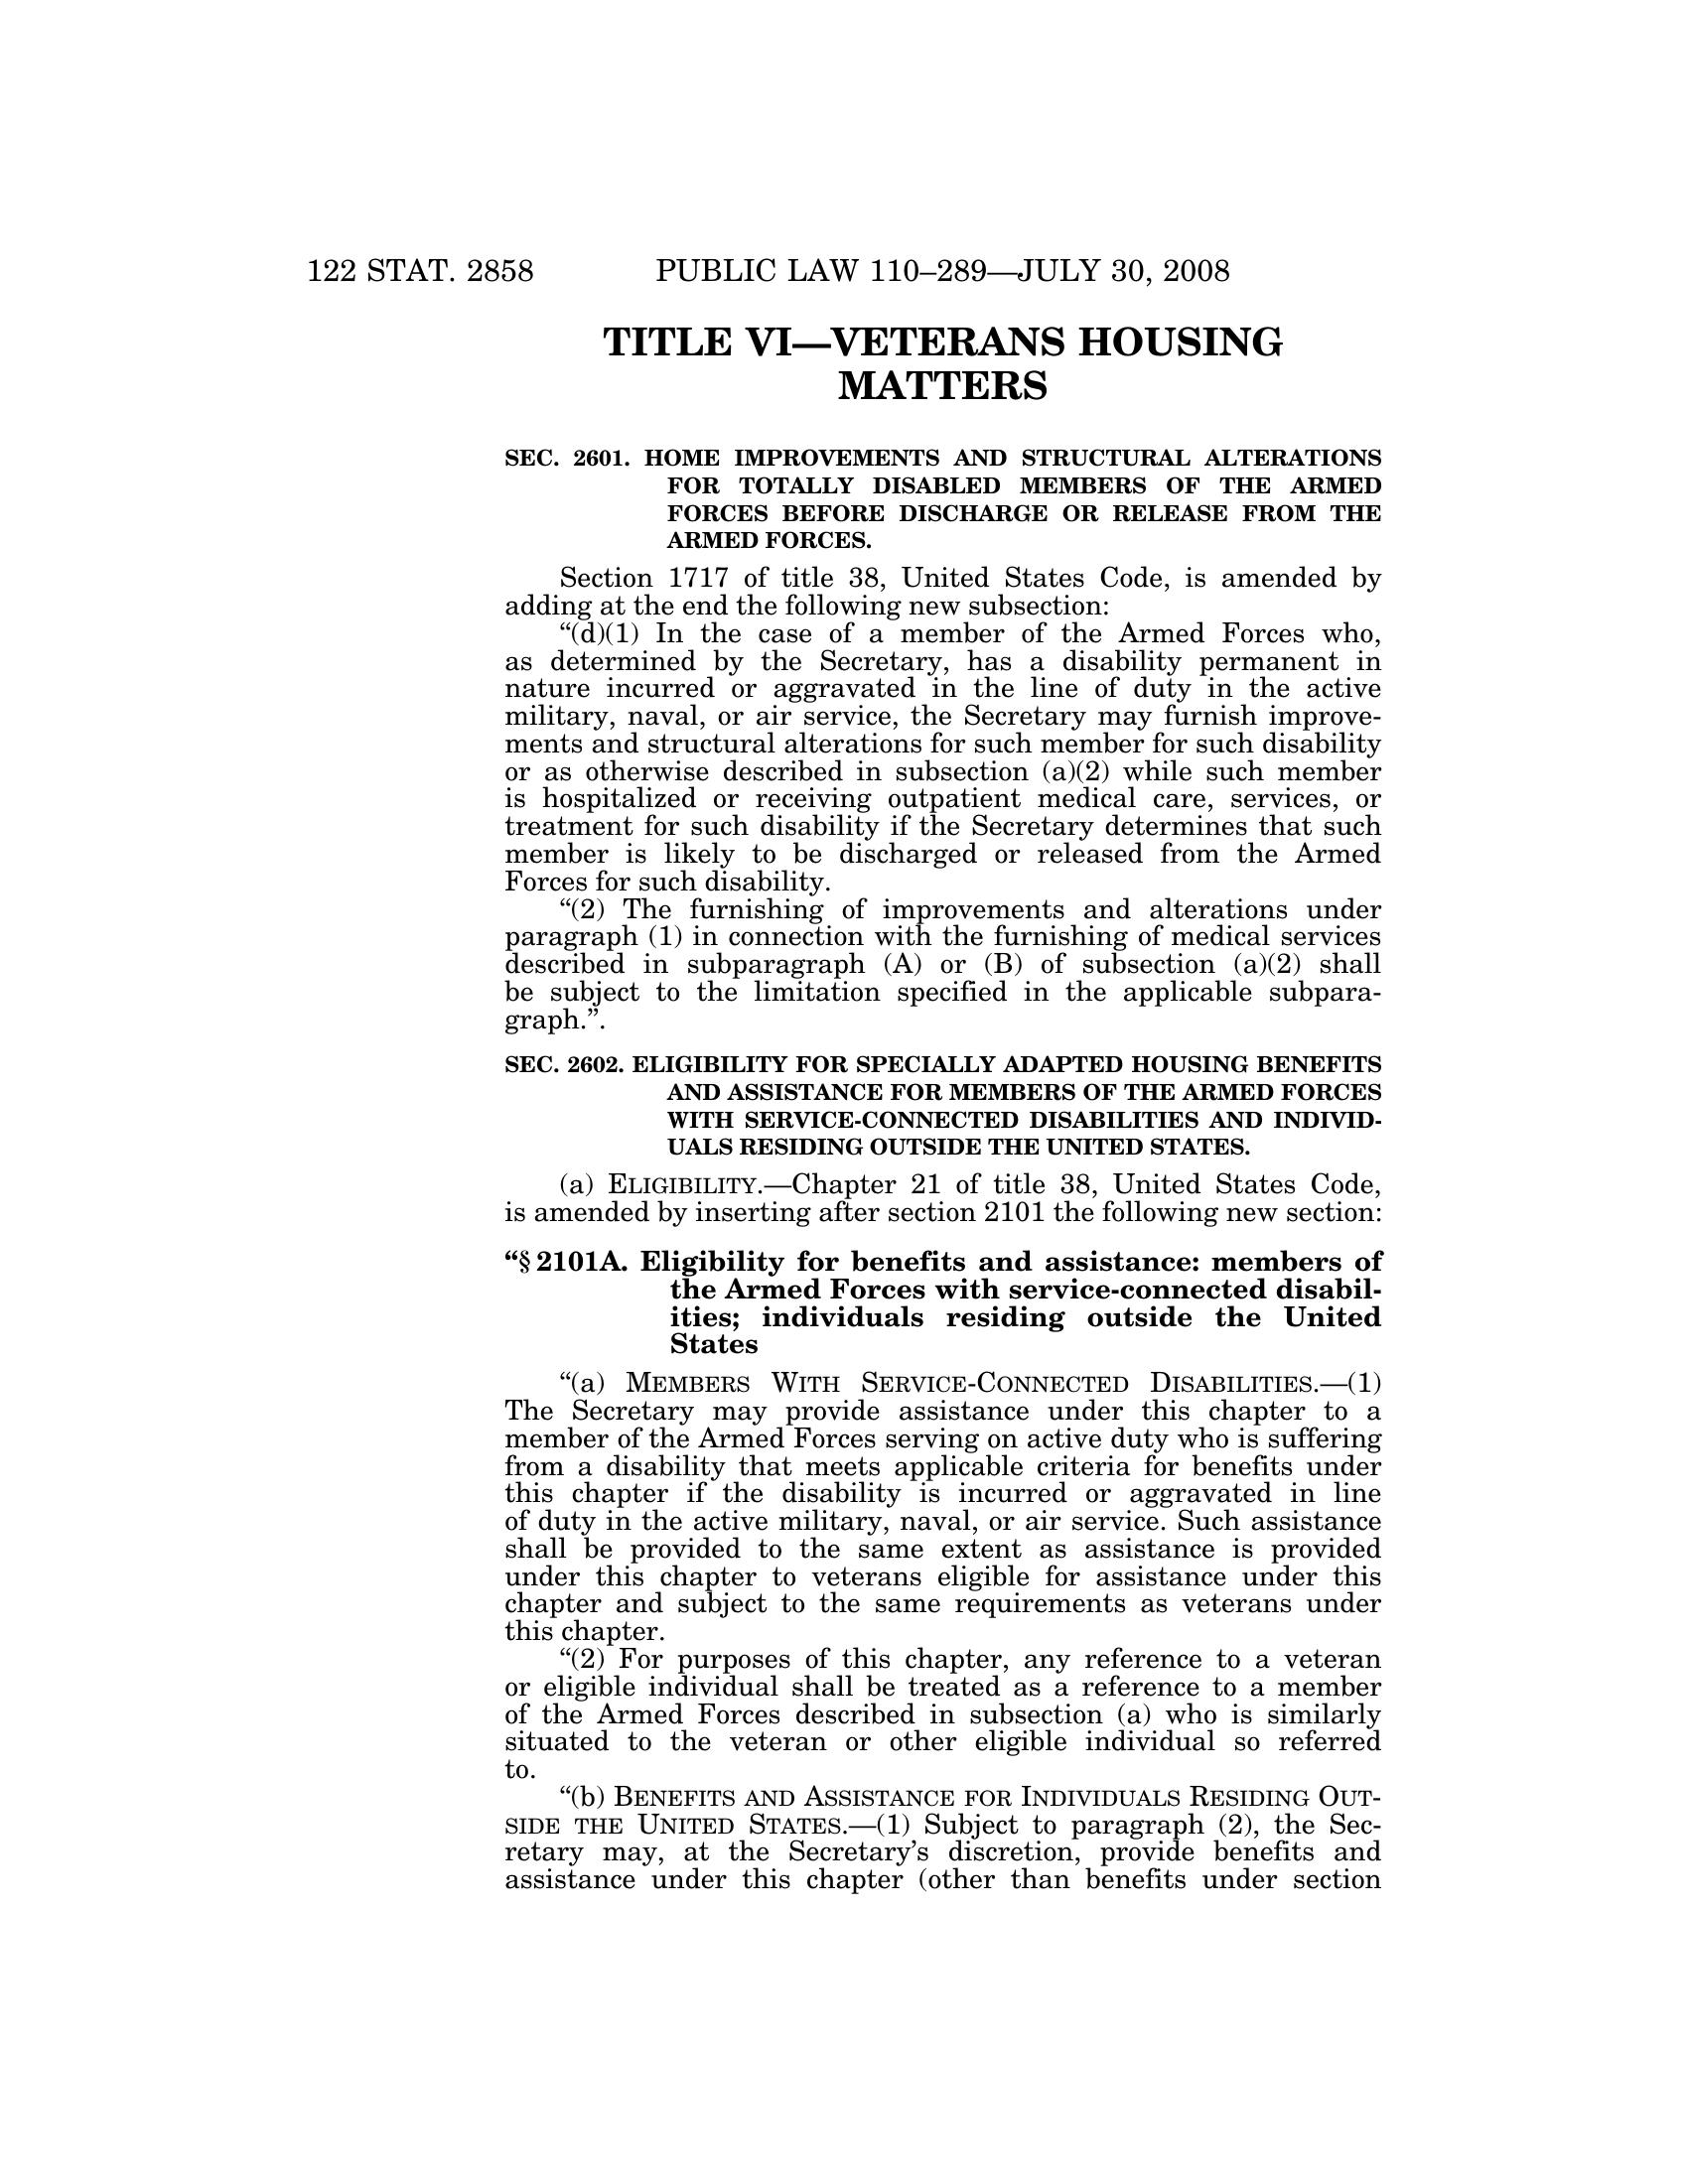 122 STAT. 2858 PUBLIC LAW 110–289—JULY 30, 2008
TITLE VI—VETERANS HOUSING
MATTERS
SEC. 2601. HOME IMPROVEMENTS AND STRUCTURAL ALTERATIONS
FOR TOTALLY DISABLED MEMBERS OF THE ARMED
FORCES BEFORE DISCHARGE OR RELEASE FROM THE
ARMED FORCES.
Section 1717 of title 38, United States Code, is amended by
adding at the end the following new subsection:
“(d)(1) In the case of a member of the Armed Forces who,
as determined by the Secretary, has a disability permanent in
nature incurred or aggravated in the line of duty in the active
military, naval, or air service, the Secretary may furnish improve-
ments and structural alterations for such member for such disability
or as otherwise described in subsection (a)(2) while such member
is hospitalized or receiving outpatient medical care, services, or
treatment for such disability if the Secretary determines that such
member is likely to be discharged or released from the Armed
Forces for such disability.
“(2) The furnishing of improvements and alterations under
paragraph (1) in connection with the furnishing of medical services
described in subparagraph (A) or (B) of subsection (a)(2) shall
be subject to the limitation specified in the applicable subpara-
graph.”.
SEC. 2602. ELIGIBILITY FOR SPECIALLY ADAPTED HOUSING BENEFITS
AND ASSISTANCE FOR MEMBERS OF THE ARMED FORCES
WITH SERVICE-CONNECTED DISABILITIES AND INDIVID-
UALS RESIDING OUTSIDE THE UNITED STATES.
(a) ELIGIBILITY.—Chapter 21 of title 38, United States Code,
is amended by inserting after section 2101 the following new section:
“§ 2101A. Eligibility for benefits and assistance: members of
the Armed Forces with service-connected disabil-
ities; individuals residing outside the United
States
“(a) MEMBERS WITH SERVICE-CONNECTED DISABILITIES.—(1)
The Secretary may provide assistance under this chapter to a
member of the Armed Forces serving on active duty who is suffering
from a disability that meets applicable criteria for benefits under
this chapter if the disability is incurred or aggravated in line
of duty in the active military, naval, or air service. Such assistance
shall be provided to the same extent as assistance is provided
under this chapter to veterans eligible for assistance under this
chapter and subject to the same requirements as veterans under
this chapter.
“(2) For purposes of this chapter, any reference to a veteran
or eligible individual shall be treated as a reference to a member
of the Armed Forces described in subsection (a) who is similarly
situated to the veteran or other eligible individual so referred
to.
“(b) BENEFITS AND ASSISTANCE FOR INDIVIDUALS RESIDING OUT-
SIDE THE UNITED STATES.—(1) Subject to paragraph (2), the Sec-
retary may, at the Secretary’s discretion, provide benefits and
assistance under this chapter (other than benefits under section